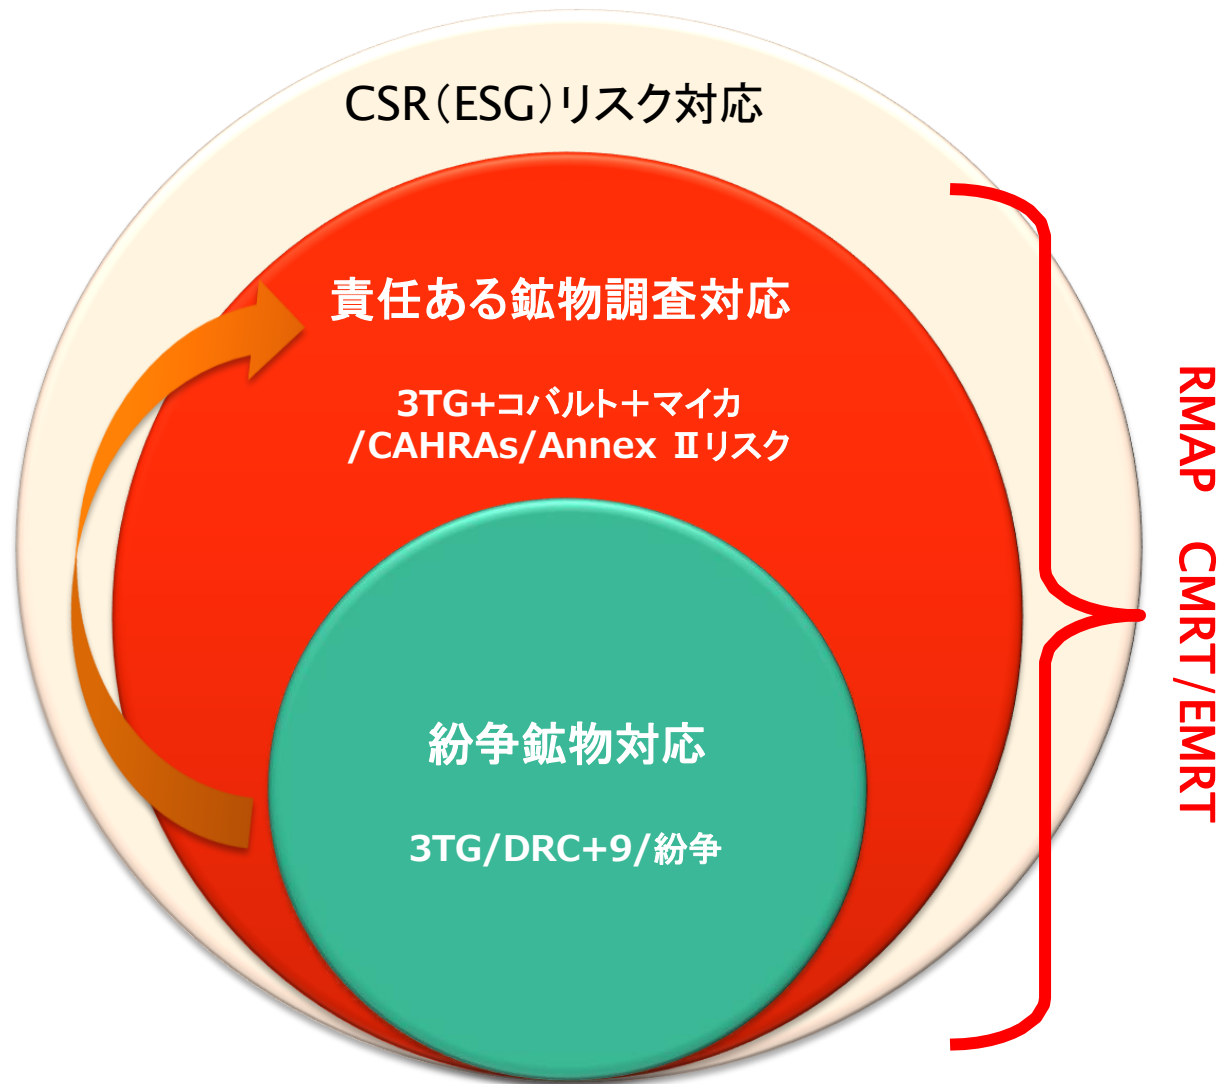 CSR（ESG）リスク対応
責任ある鉱物調査対応
3TG+コバルト＋マイカ
/CAHRAs/Annex Ⅱリスク
紛争鉱物対応
3TG/DRC+9/紛争
RMAP　CMRT/EMRT